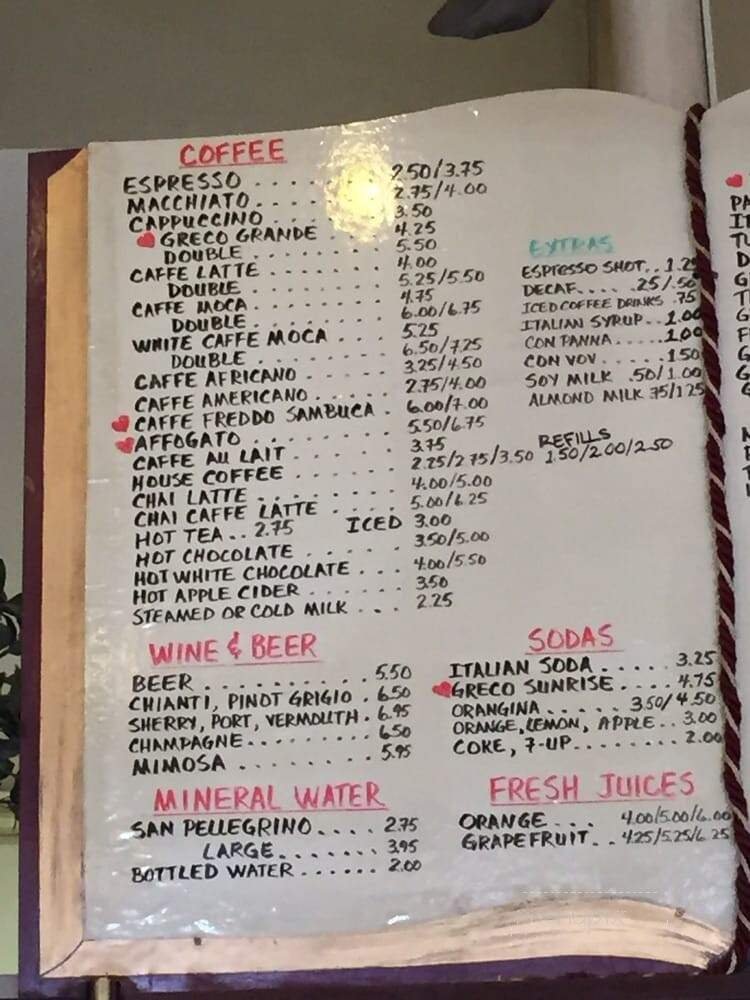 COFFEE
ESPRESSO . . . . . . . 2.50/3.75
MACCHIATO . . . . . . 2.75/4.00
CAPPUCCINO . . . . . . 3.50
GRECO GRANDE . . . 4.25
DOUBLE . . . . . . . 5.50
CAFFE LATTE . . . . . . 4.00
DOUBLE . . . . . . . 5.25/5.50
CAFFE MOCA . . . . . . 4.75
DOUBLE . . . . . . . 6.00/6.75
WHITE CAFFE MOCA . . . 5.25
DOUBLE . . . . . . . 6.50/7.25
CAFFE AFRICANO . . . . 3.25/4.50
CAFFE AMERICANO . . . . 2.75/4.00
CAFFE FREDDO SAMBUCA . 6.00/7.00
AFFOGATO . . . . . . . 5.50/6.75
CAFFE AU LAIT . . . . . 3.75
HOUSE COFFEE . . . . . 2.25/2.75/3.50
CHAI LATTE . . . . . . . 4.00/5.00
CHAI CAFFE LATTE . . . . 5.00/6.25
HOT TEA . . 2.75 ICED 3.00
HOT CHOCOLATE . . . . . 3.50/5.00
HOT WHITE CHOCOLATE . . . 4.00/5.50
HOT APPLE CIDER . . . . . 3.50
STEAMED OR COLD MILK . . . 2.25
EXTRAS
ESPRESSO SHOT . . 1.25
DECAF . . . . .25/.50
ICED COFFEE DRINKS .75
ITALIAN SYRUP . . 1.00
CON PANNA . . . . . 1.00
CON VOV . . . . . . 1.50
SOY MILK .50/1.00
ALMOND MILK .75/1.25
REFILLS
1.50/2.00/2.50
WINE & BEER
BEER . . . . . . . . . . 5.50
CHIANTI, PINOT GRIGIO . 6.50
SHERRY, PORT, VERMOUTH . 6.95
CHAMPAGNE . . . . . . . . 6.50
MIMOSA . . . . . . . . 5.95
SODAS
ITALIAN SODA . . . . . 3.25
GRECO SUNRISE . . . . 4.75
ORANGINA . . . . . 3.50/4.50
ORANGE, LEMON, APPLE . . 3.00
COKE, 7-UP . . . . . . . . 2.00
MINERAL WATER
SAN PELLEGRINO . . . . 2.75
LARGE . . . . . . . 3.95
BOTTLED WATER . . . . . . 2.00
FRESH JUICES
ORANGE . . . 4.00/5.00/6.00
GRAPEFRUIT . . 4.25/5.25/6.25